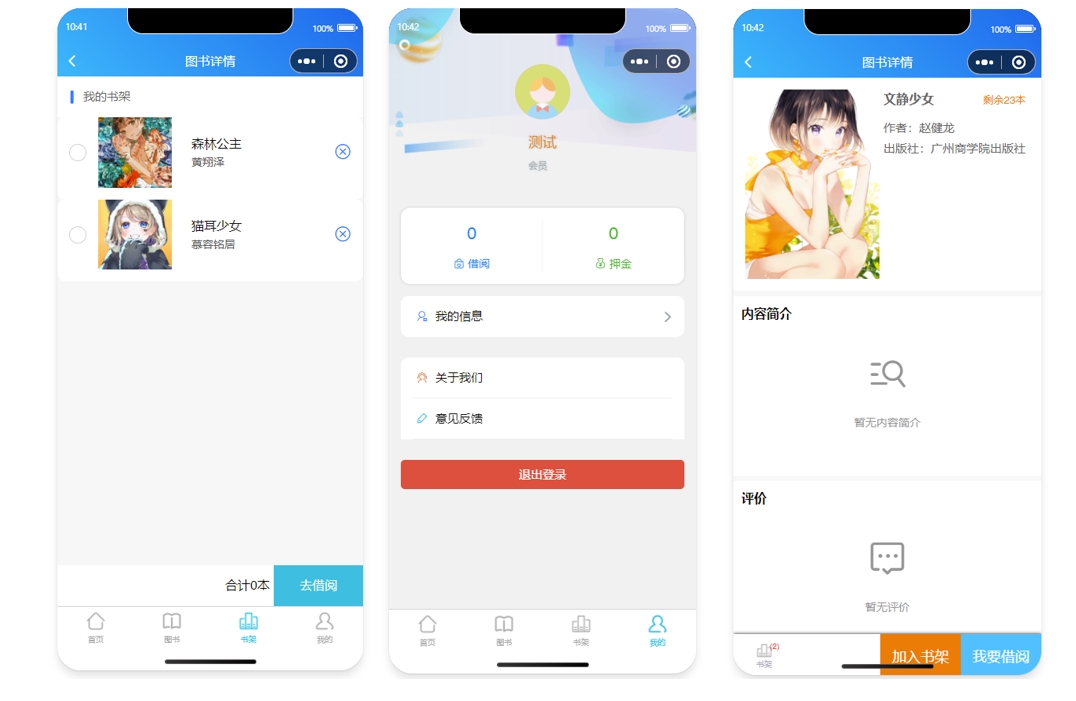 10:41
100%
图书详情
我的书架
森林公主
黄翔泽
猫耳少女
慕容铭居
合计0本
去借阅
首页
图书
书架
我的
10:42
100%
测试
会员
0
0
借阅
押金
我的信息
关于我们
意见反馈
退出登录
首页
图书
书架
我的
10:42
100%
图书详情
文静少女
剩余23本
作者：赵健龙
出版社：广州商学院出版社
内容简介
暂无内容简介
评价
暂无评价
(2)
书架
加入书架
我要借阅